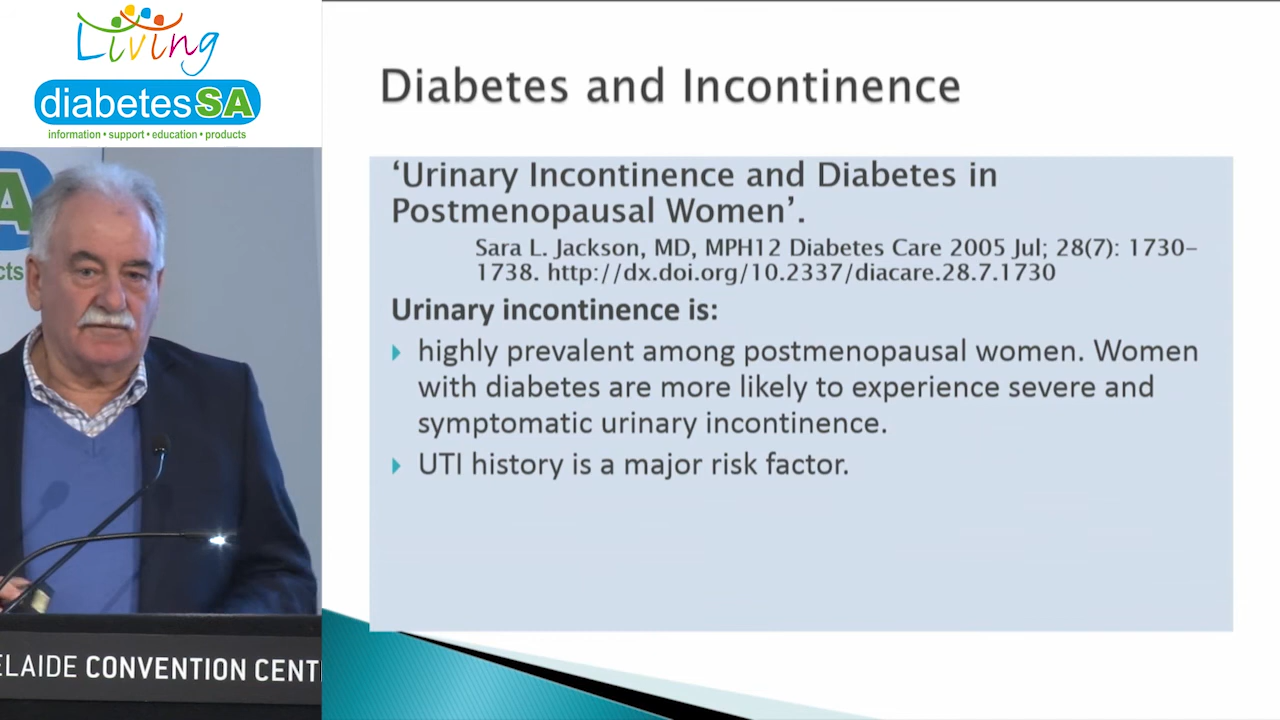 Living
diabetesSA
information • support • education • products
A
cts
ELAIDE CONVENTION CENT
Diabetes and Incontinence
‘Urinary Incontinence and Diabetes in
Postmenopausal Women’.
Sara L. Jackson, MD, MPH12 Diabetes Care 2005 Jul; 28(7): 1730–
1738. http://dx.doi.org/10.2337/diacare.28.7.1730
Urinary incontinence is:
highly prevalent among postmenopausal women. Women
with diabetes are more likely to experience severe and
symptomatic urinary incontinence.
UTI history is a major risk factor.